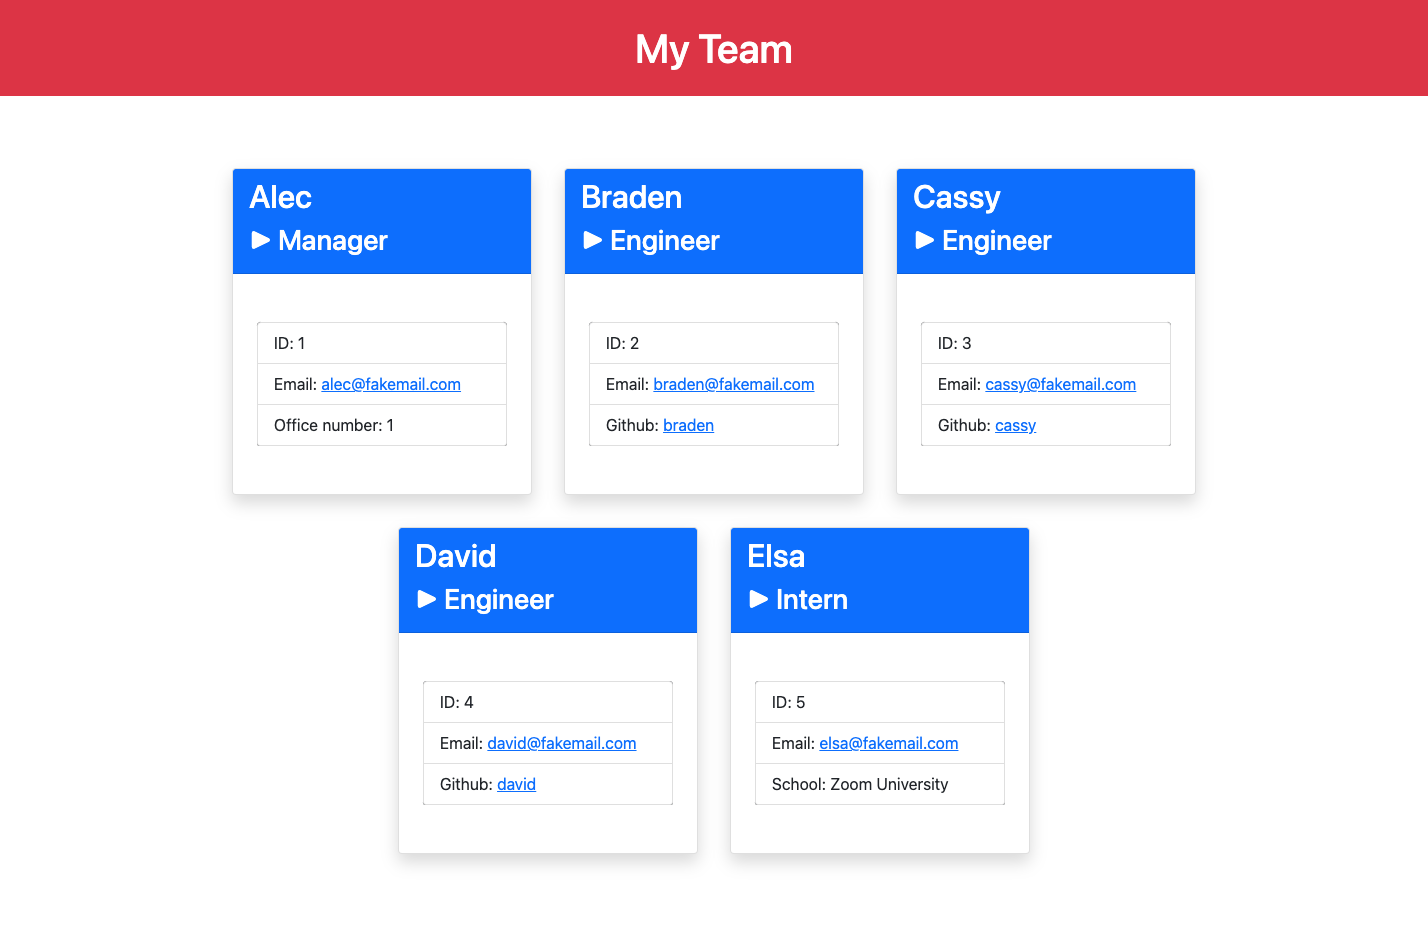 My Team
Alec
Manager
ID: 1
Email: alec@fakemail.com
Office number: 1
Braden
Engineer
ID: 2
Email: braden@fakemail.com
Github: braden
Cassy
Engineer
ID: 3
Email: cassy@fakemail.com
Github: cassy
David
Engineer
ID: 4
Email: david@fakemail.com
Github: david
Elsa
Intern
ID: 5
Email: elsa@fakemail.com
School: Zoom University